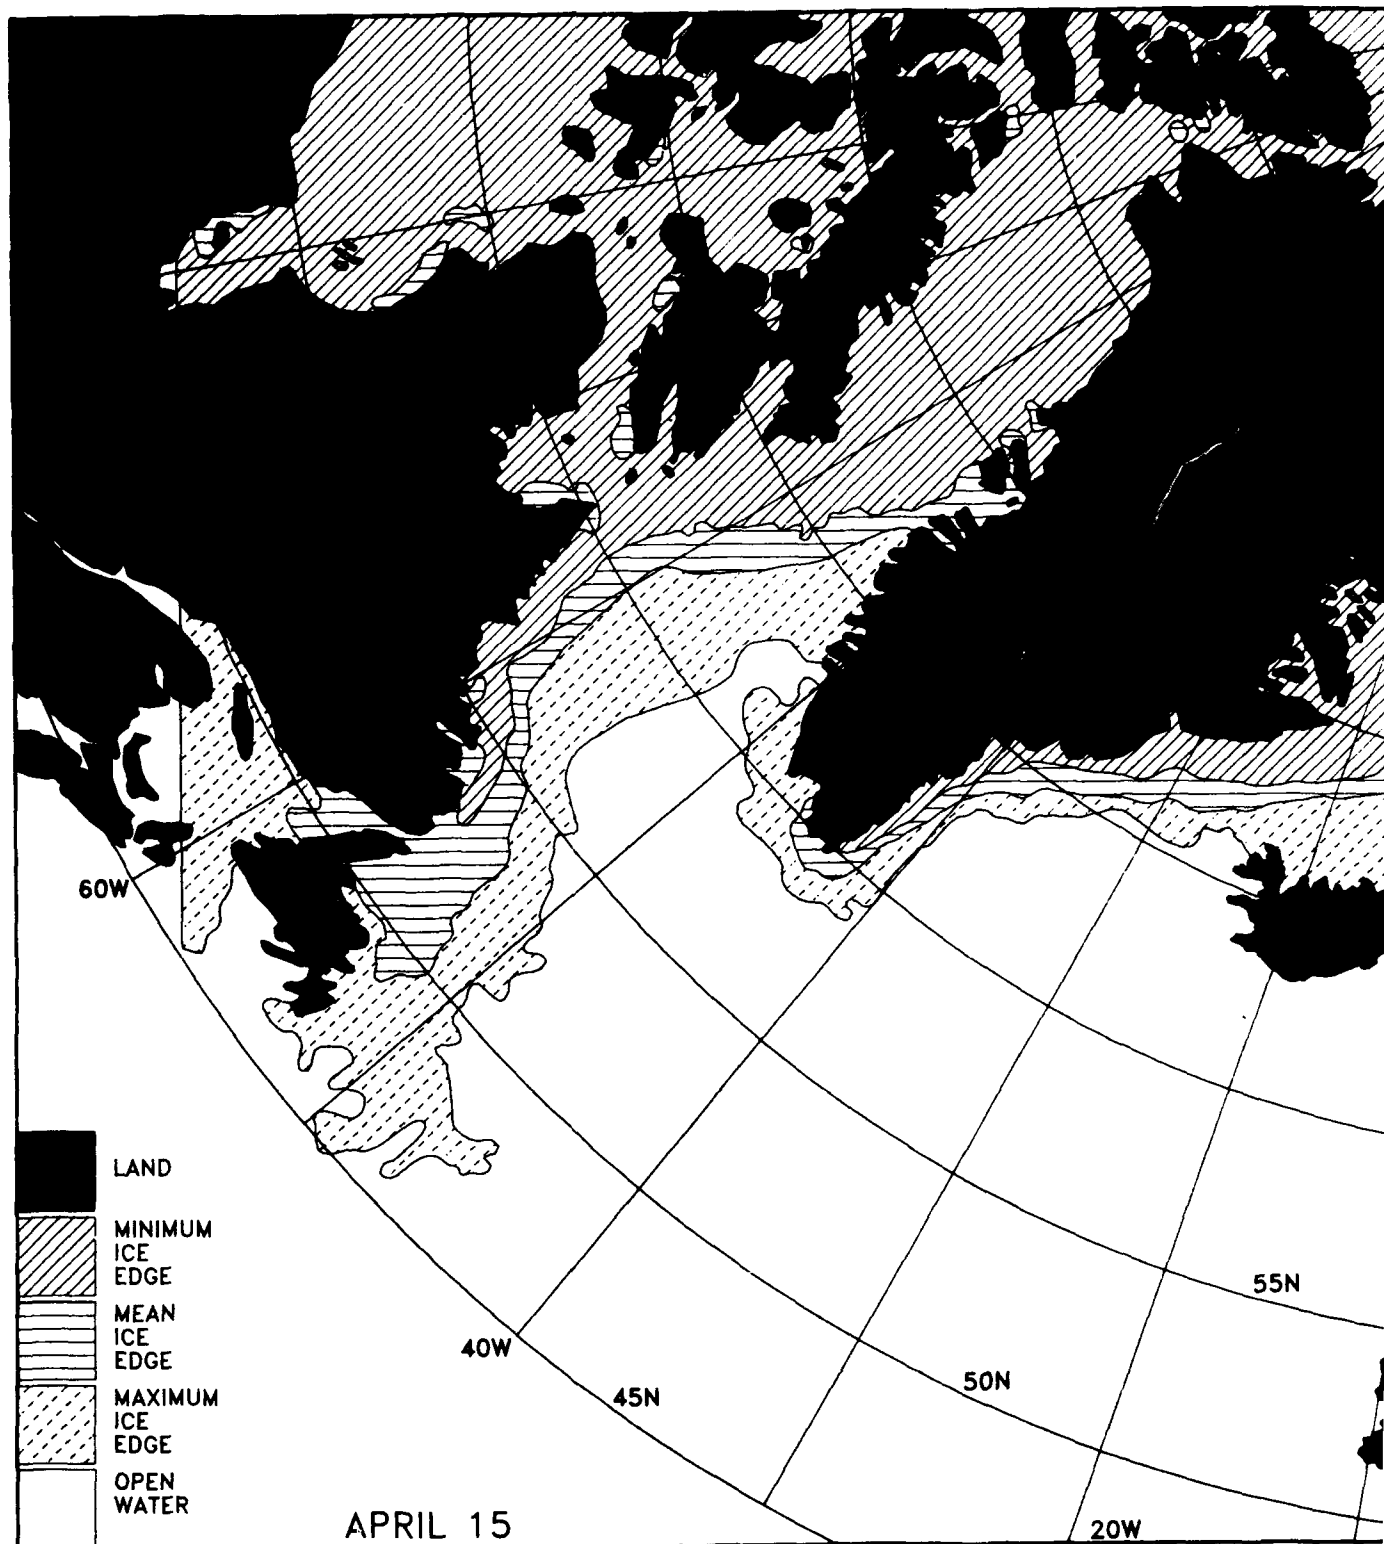 60W
LAND
MINIMUM
ICE
EDGE
MEAN
ICE
EDGE
MAXIMUM
ICE
EDGE
OPEN
WATER
40W
45N
50N
55N
20W
APRIL 15